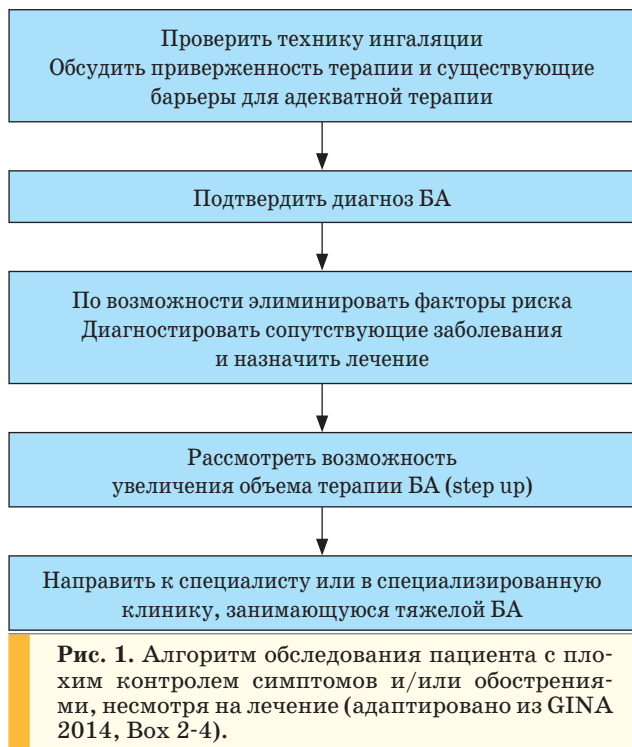 Проверить технику ингаляции
Обсудить приверженность терапии и существующие
барьеры для адекватной терапии
Подтвердить диагноз БА
По возможности элиминировать факторы риска
Диагностировать сопутствующие заболевания
и назначить лечение
Рассмотреть возможность
увеличения объема терапии БА (step up)
Направить к специалисту или в специализированную
клинику, занимающуюся тяжелой БА
Рис. 1. Алгоритм обследования пациента с пло-
хим контролем симптомов и/или обострени-
ями, несмотря на лечение (адаптировано из GINA
2014, Box 2-4).